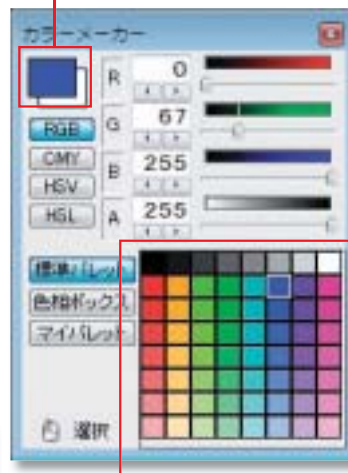 カラーメーカー
R 0
G 67
B 255
A 255
RGB
CMY
HSV
HSL
標準パレット
色相ボックス
マイパレット
選択